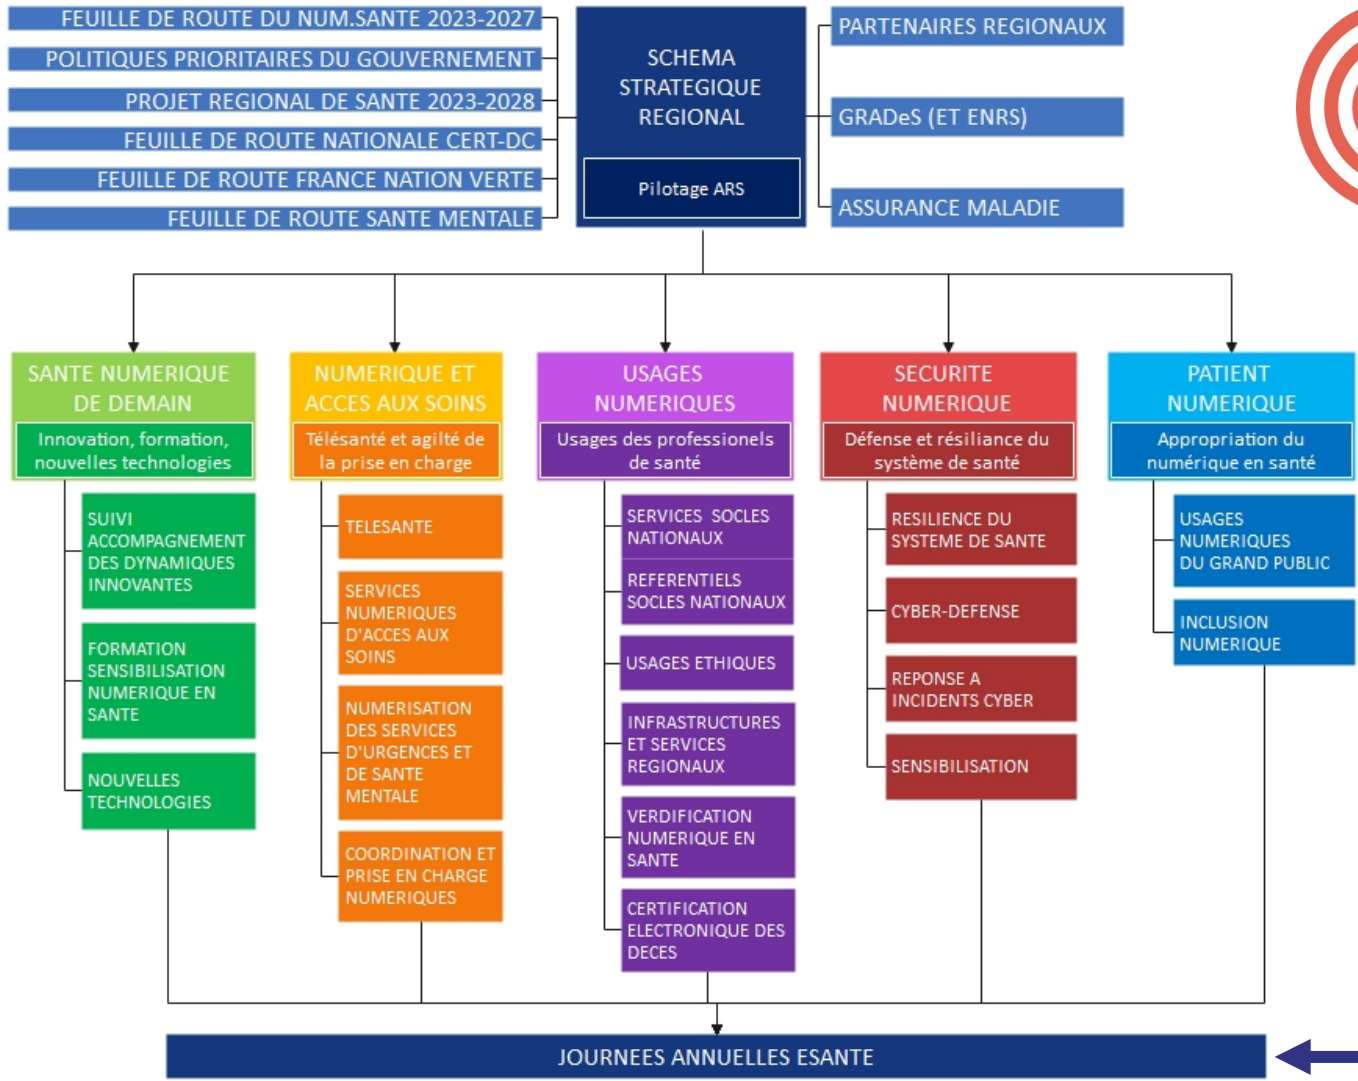 FEUILLE DE ROUTE DU NUM.SANTE 2023-2027
POLITIQUES PRIORITAIRES DU GOUVERNEMENT
PROJET REGIONAL DE SANTE 2023-2028
FEUILLE DE ROUTE NATIONALE CERT-DC
FEUILLE DE ROUTE FRANCE NATION VERTE
FEUILLE DE ROUTE SANTE MENTALE
SCHEMA
STRATEGIQUE
REGIONAL
Pilotage ARS
PARTENAIRES REGIONAUX
GRADeS (ET ENRS)
ASSURANCE MALADIE
SANTE NUMERIQUE
DE DEMAIN
Innovation, formation,
nouvelles technologies
SUIVI
ACCOMPAGNEMENT
DES DYNAMIQUES
INNOVANTES
FORMATION
SENSIBILISATION
NUMERIQUE EN
SANTE
NOUVELLES
TECHNOLOGIES
NUMERIQUE ET
ACCES AUX SOINS
Télésanté et agilté de
la prise en charge
TELESANTE
SERVICES
NUMERIQUES
D'ACCES AUX
SOINS
NUMERISATION
DES SERVICES
D'URGENCES ET
DE SANTE
MENTALE
COORDINATION ET
PRISE EN CHARGE
NUMERIQUES
USAGES
NUMERIQUES
Usages des professionels
de santé
SERVICES SOCLES
NATIONAUX
REFERENTIELS
SOCLES NATIONAUX
USAGES ETHIQUES
INFRASTRUCTURES
ET SERVICES
REGIONAUX
VERDIFICATION
NUMERIQUE EN
SANTE
CERTIFICATION
ELECTRONIQUE DES
DECES
SECURITE
NUMERIQUE
Défense et résiliance du
système de santé
RESILIENCE DU
SYSTEME DE SANTE
CYBER-DEFENSE
REPONSE A
INCIDENTS CYBER
SENSIBILISATION
PATIENT
NUMERIQUE
Appropriation du
numérique en santé
USAGES
NUMERIQUES
DU GRAND PUBLIC
INCLUSION
NUMERIQUE
JOURNEES ANNUELLES ESANTE